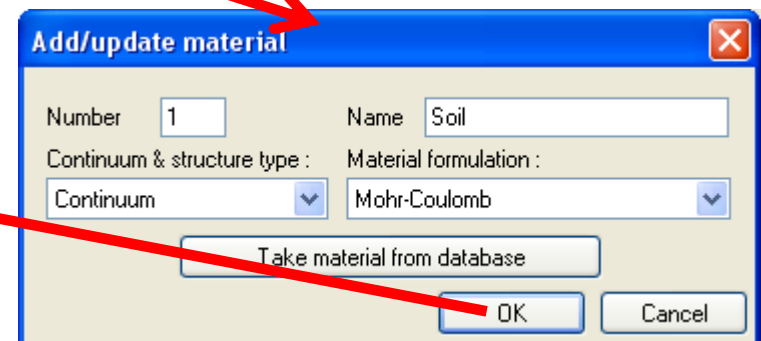 Add/update material
Number 1 Name Soil
Continuum & structure type : Material formulation :
Continuum Mohr-Coulomb
Take material from database
OK Cancel